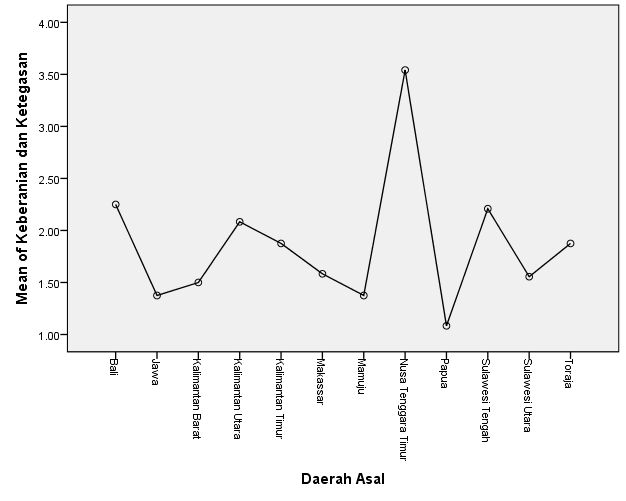 Mean of Keberanian dan Ketegasan
4.00
3.50
3.00
2.50
2.00
1.50
1.00
Bali
Jawa
Kalimantan Barat
Kalimantan Utara
Kalimantan Timur
Makassar
Mamuju
Nusa Tenggara Timur
Papua
Sulawesi Tengah
Sulawesi Utara
Toraja
Daerah Asal